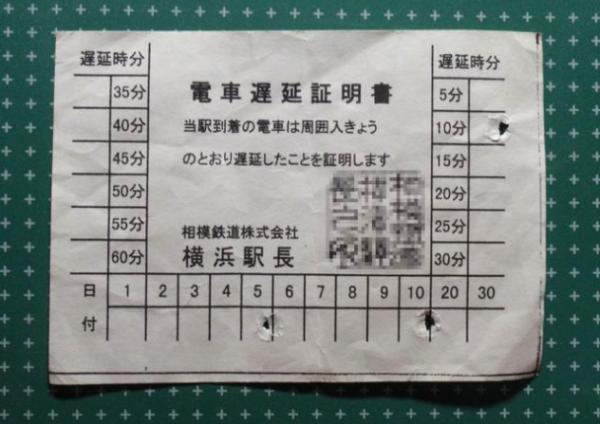 電車遅延証明書
当駅到着の電車は周囲入きょう
のとおり遅延したことを証明します
相模鉄道株式会社
横浜駅長
遅延時分
35分
40分
45分
50分
55分
60分
遅延時分
5分
10分
15分
20分
25分
30分
日付 1 2 3 4 5 6 7 8 9 10 20 30